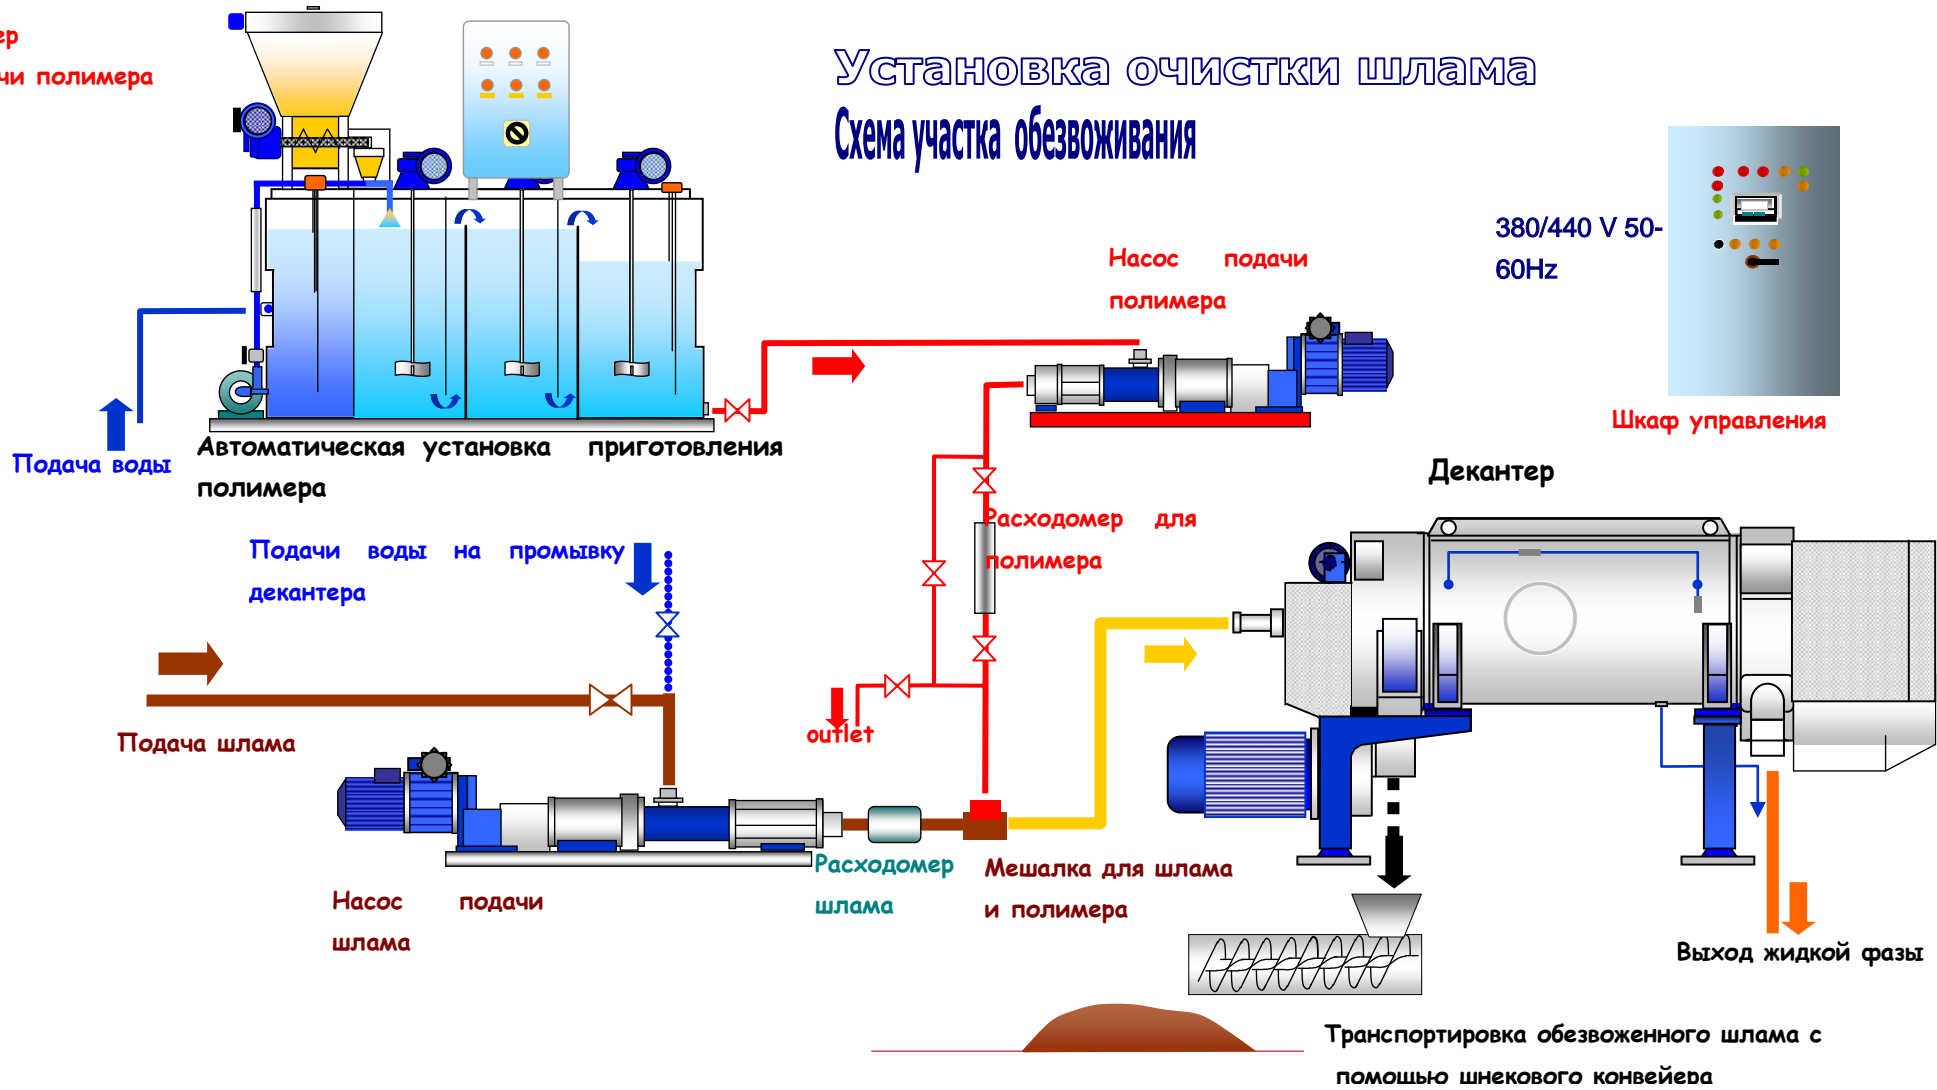 ер
чи полимера
Установка очистки шлама
Схема участка обезвоживания
380/440 V 50-
60Hz
Насос подачи
полимера
Шкаф управления
Подача воды
Автоматическая установка приготовления
полимера
Декантер
Расходомер для
полимера
Подачи воды на промывку
декантера
Подача шлама
outlet
Насос подачи
шлама
Расходомер
шлама
Мешалка для шлама
и полимера
Выход жидкой фазы
Транспортировка обезвоженного шлама с
помощью шнекового конвейера